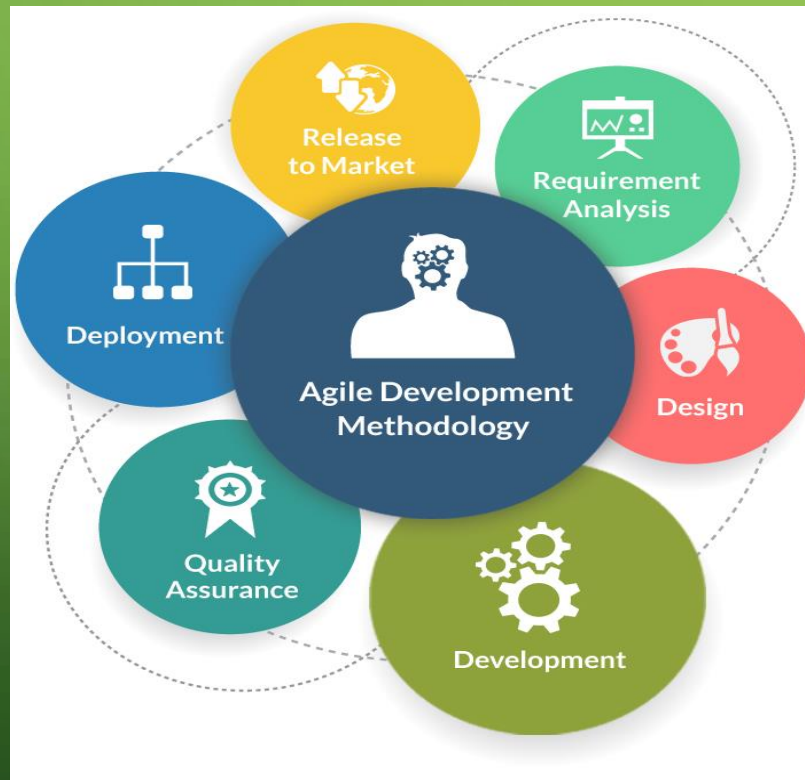 Release
to Market
Requirement
Analysis
Deployment
Agile Development
Methodology
Design
Quality
Assurance
Development